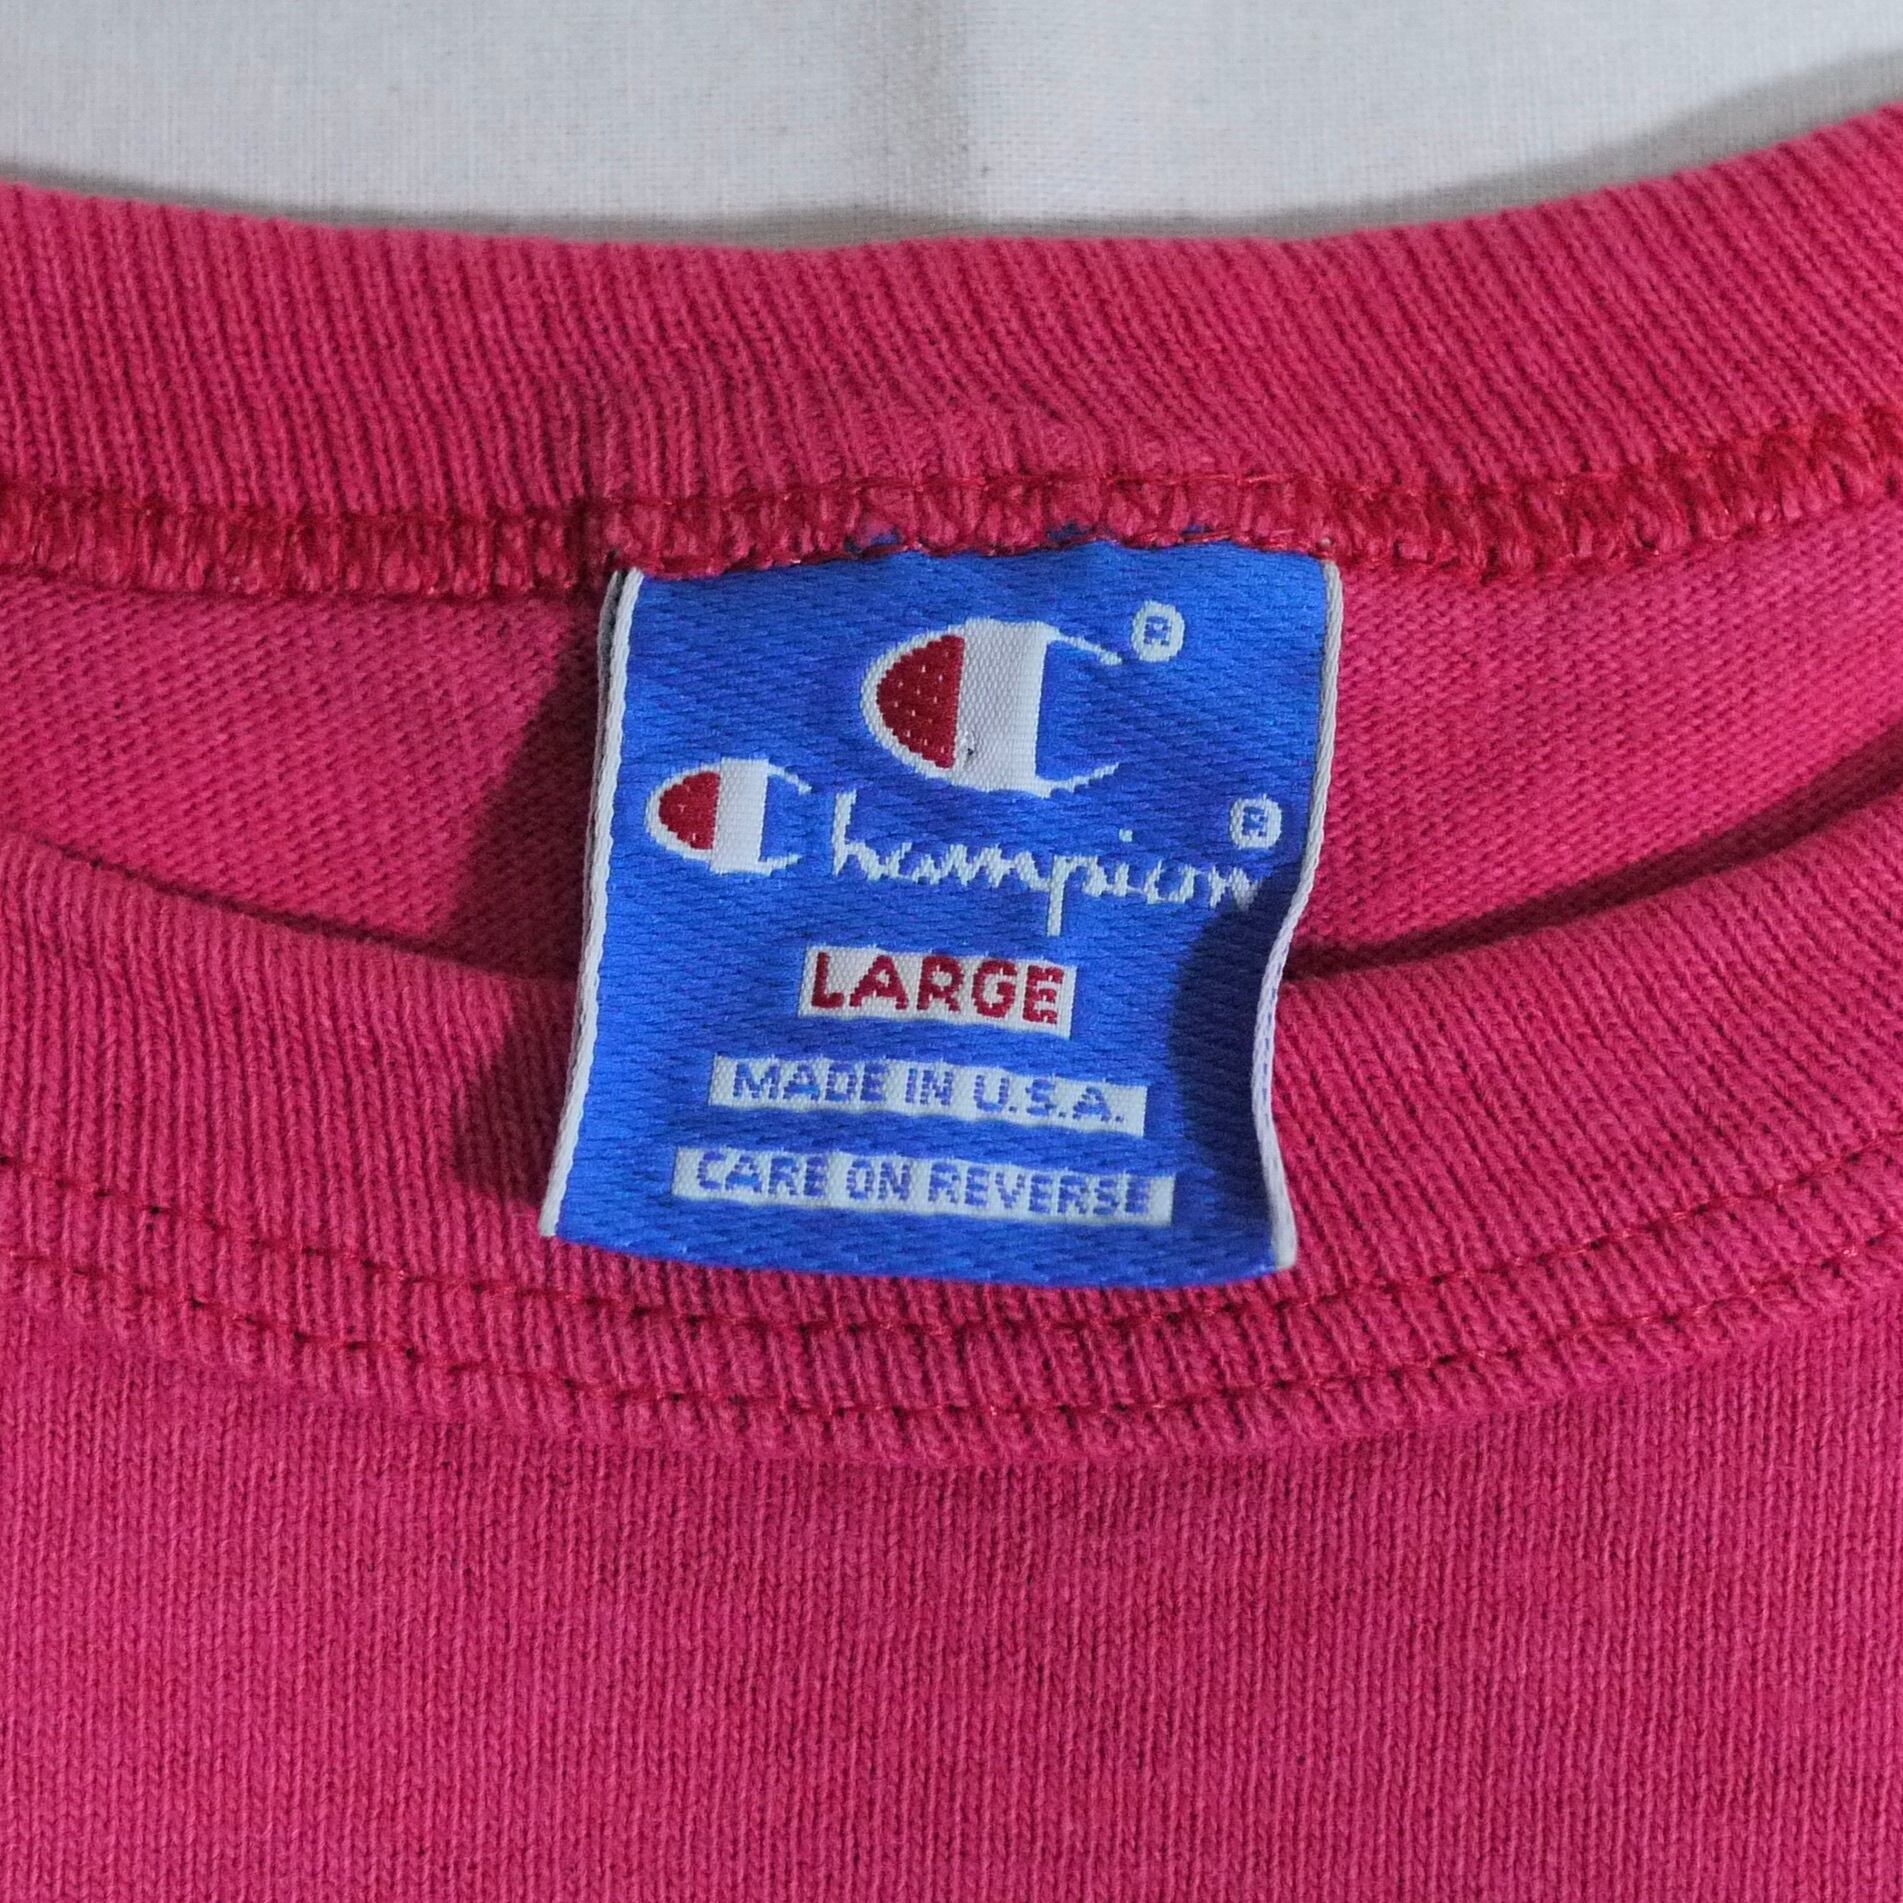 C®
Champion®
LARGE
MADE IN U.S.A.
CARE ON REVERSE